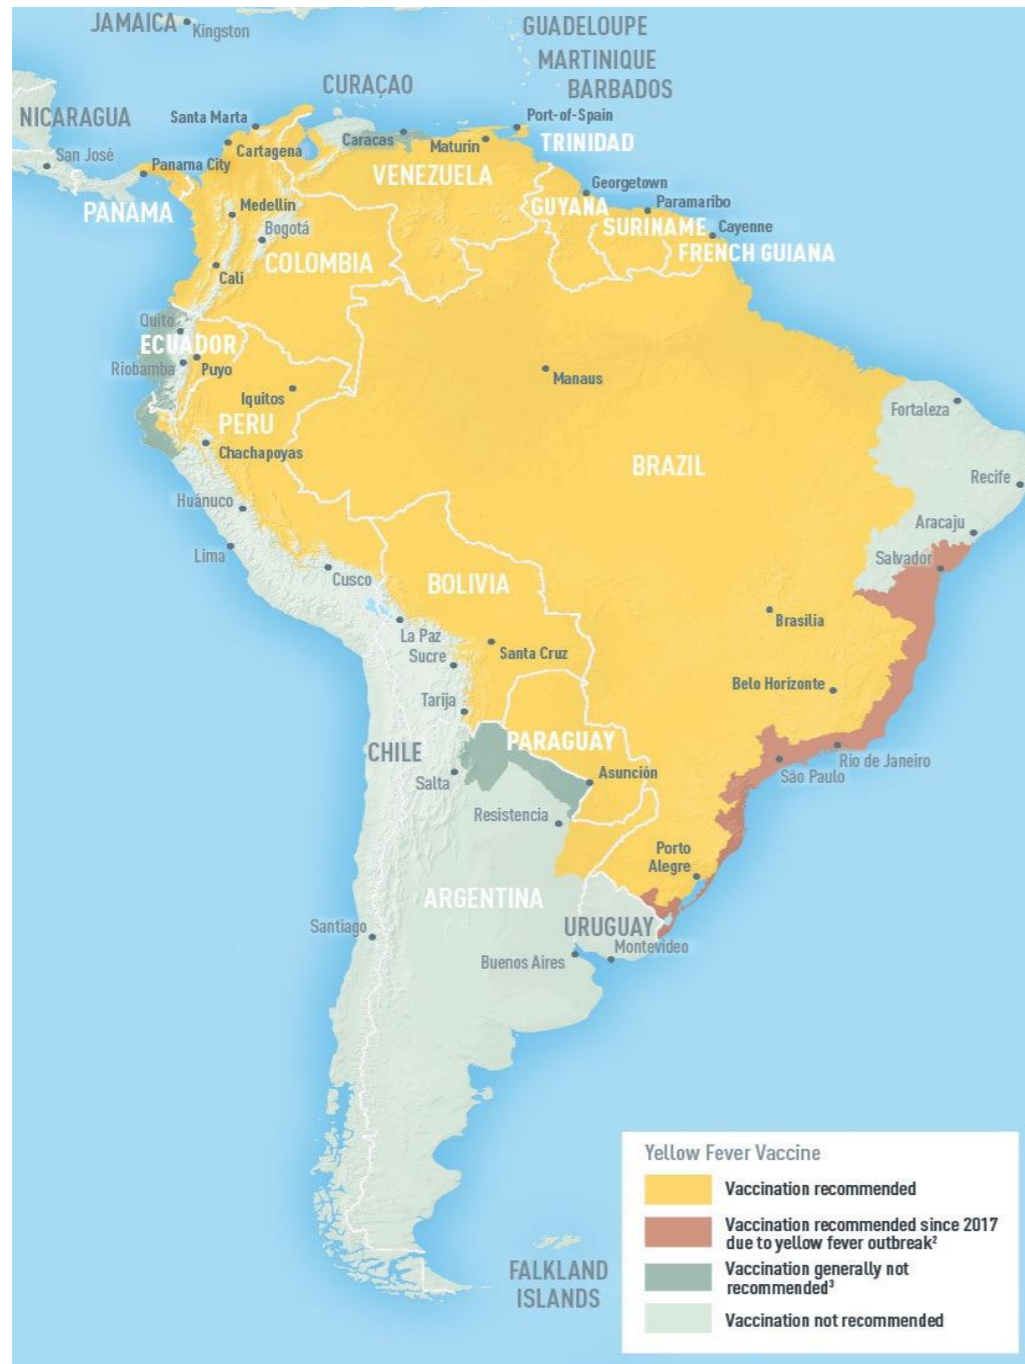 JAMAICA
Kingston
GUADELOUPE
MARTINIQUE
BARBADOS
CURAÇAO
NICARAGUA
Santa Marta
Port-of-Spain
Caracas
Maturin
TRINIDAD
San José
Cartagena
Panama City
VENEZUELA
Georgetown
PANAMA
Medellin
GUYANA
Paramaribo
Bogotá
SURINAME
Cayenne
COLOMBIA
FRENCH GUIANA
Cali
Quito
ECUADOR
Riobamba
Puyo
Manaus
Iquitos
Fortaleza
PERU
Chachapoyas
BRAZIL
Recife
Huánuco
Aracaju
Lima
Salvador
Cusco
BOLIVIA
Brasilia
La Paz
Sucre
Santa Cruz
Belo Horizonte
Tarija
PARAGUAY
CHILE
Rio de Janeiro
Asunción
São Paulo
Salta
Resistencia
Porto
Alegre
ARGENTINA
Santiago
URUGUAY
Montevideo
Buenos Aires
FALKLAND
ISLANDS
Yellow Fever Vaccine
Vaccination recommended
Vaccination recommended since 2017
due to yellow fever outbreak²
Vaccination generally not
recommended³
Vaccination not recommended